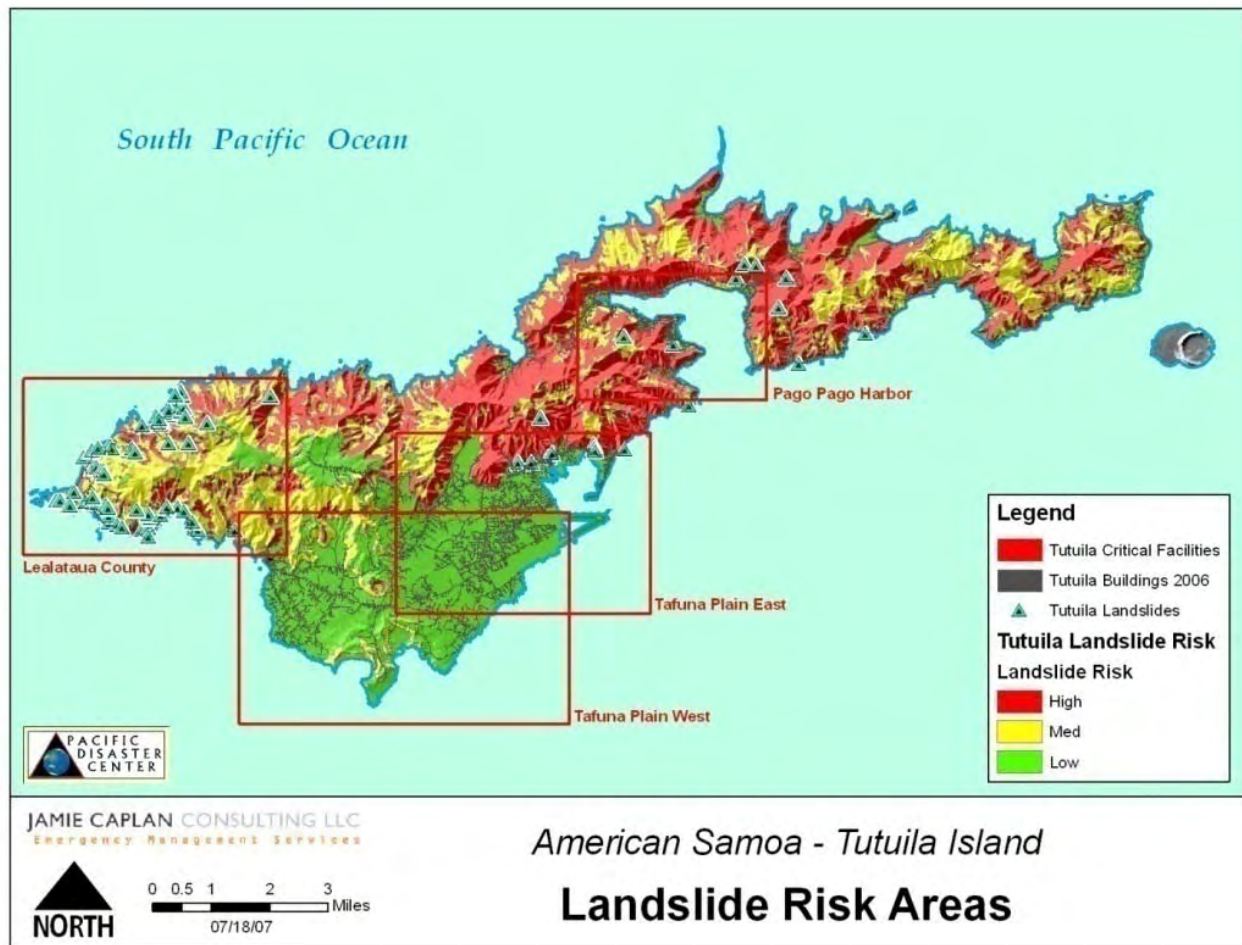 South Pacific Ocean
Pago Pago Harbor
Lealataua County
Tafuna Plain East
Tafuna Plain West
Legend
Tutuila Critical Facilities
Tutuila Buildings 2006
Tutuila Landslides
Tutuila Landslide Risk
Landslide Risk
High
Med
Low
PACIFIC
DISASTER
CENTER
JAMIE CAPLAN CONSULTING LLC
Emergency Management Services
NORTH
0 0.5 1 2 3
Miles
07/18/07
American Samoa - Tutuila Island
Landslide Risk Areas